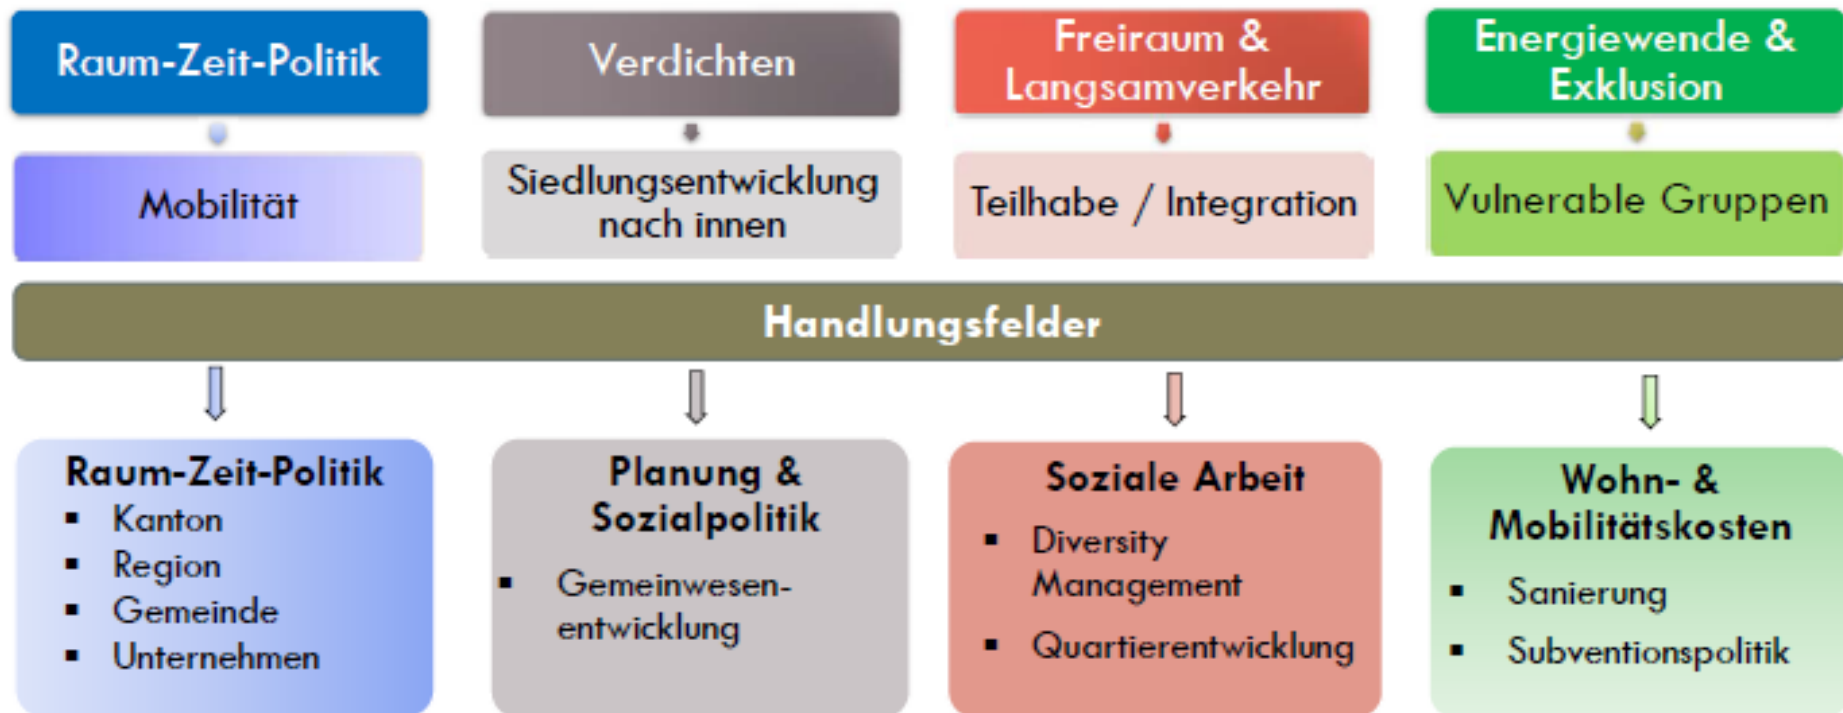 Raum-Zeit-Politik
Verdichten
Freiraum &
Langsamverkehr
Energiewende &
Exklusion
Mobilität
Siedlungsentwicklung
nach innen
Teilhabe / Integration
Vulnerable Gruppen
Handlungsfelder
Raum-Zeit-Politik
▪ Kanton
▪ Region
▪ Gemeinde
▪ Unternehmen
Planung &
Sozialpolitik
▪ Gemeinwesen-
entwicklung
Soziale Arbeit
▪ Diversity
Management
▪ Quartierentwicklung
Wohn- &
Mobilitätskosten
▪ Sanierung
▪ Subventionspolitik